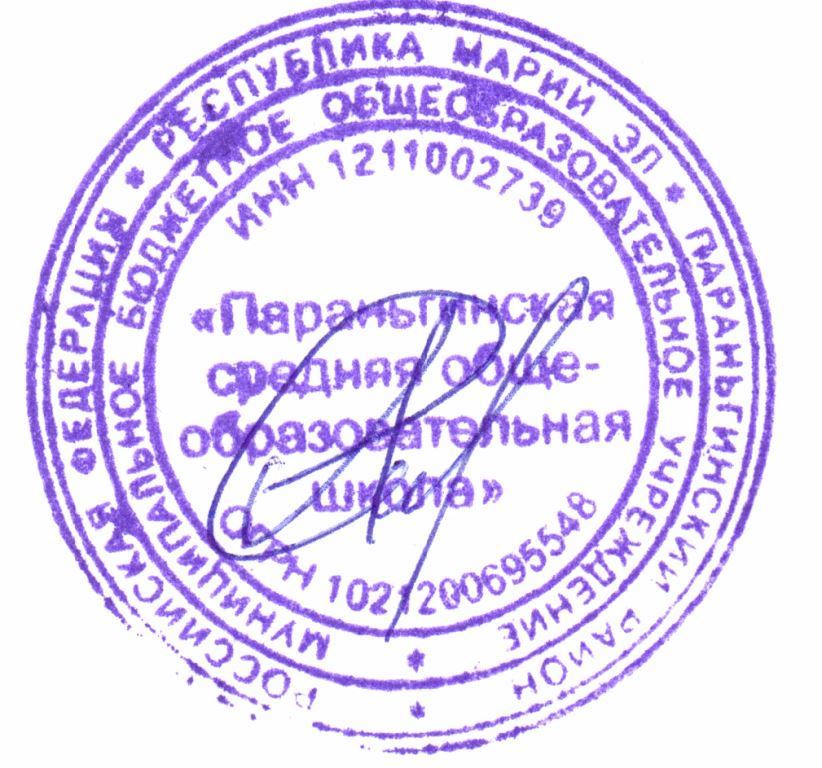 РОССИЙСКАЯ ФЕДЕРАЦИЯ * РЕСПУБЛИКА МАРИЙ ЭЛ * ПАРАНЬГИНСКИЙ РАЙОН *
МУНИЦИПАЛЬНОЕ БЮДЖЕТНОЕ ОБЩЕОБРАЗОВАТЕЛЬНОЕ УЧРЕЖДЕНИЕ *
ИНН 1211002739
«Параньгинская
средняя обще-
образовательная
школа»
ОГРН 1021200695548